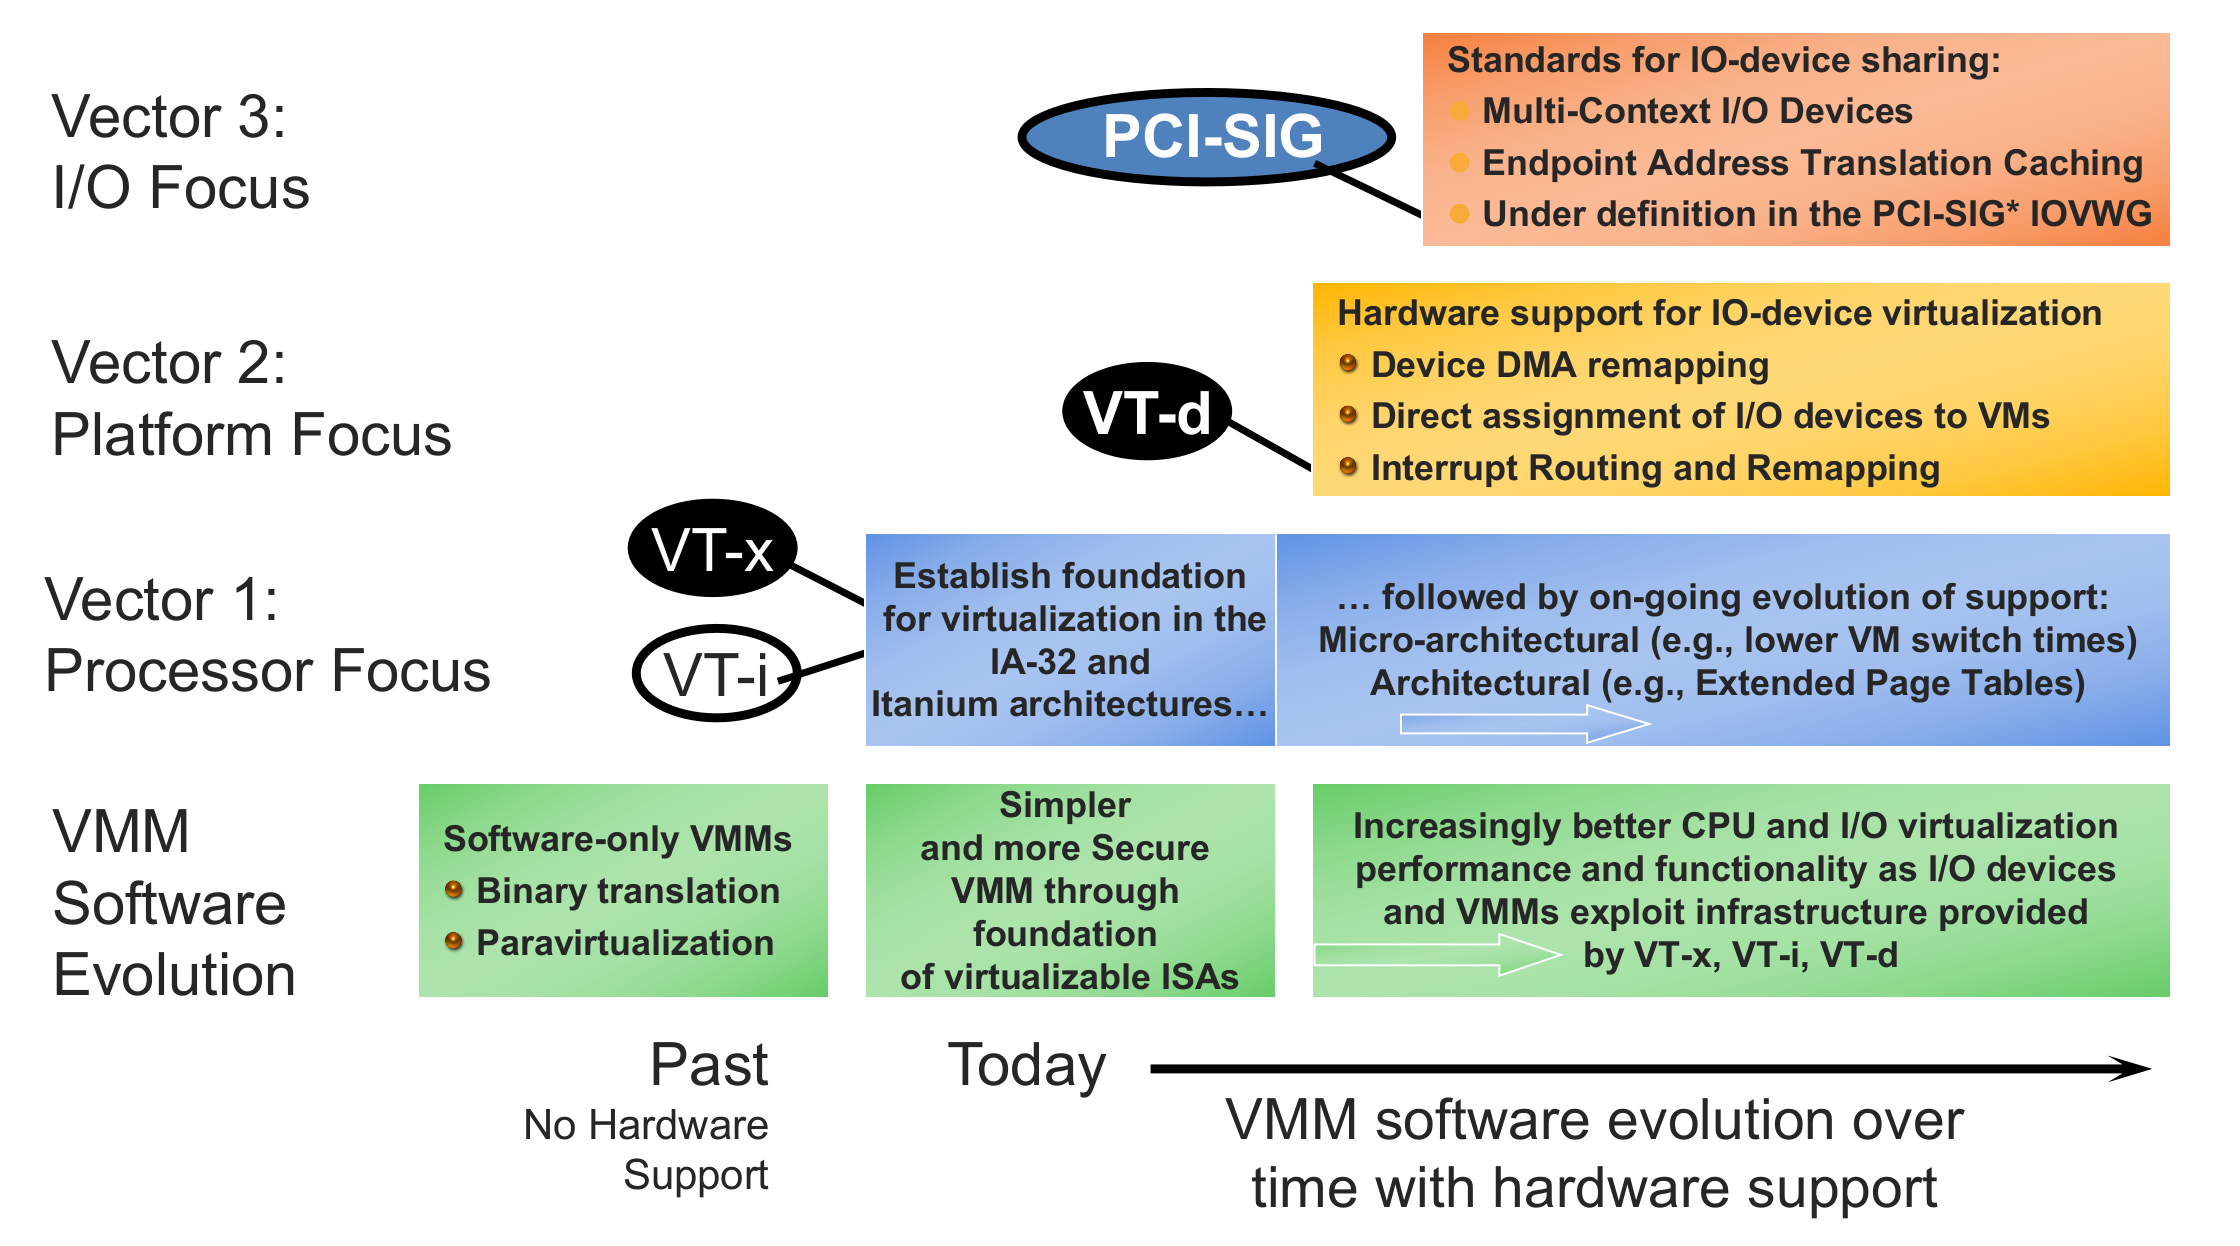 Vector 3:
I/O Focus
PCI-SIG
Standards for IO-device sharing:
Multi-Context I/O Devices
Endpoint Address Translation Caching
Under definition in the PCI-SIG* IOVWG
Vector 2:
Platform Focus
VT-d
Hardware support for IO-device virtualization
Device DMA remapping
Direct assignment of I/O devices to VMs
Interrupt Routing and Remapping
Vector 1:
Processor Focus
VT-x
VT-i
Establish foundation
for virtualization in the
IA-32 and
Itanium architectures…
… followed by on-going evolution of support:
Micro-architectural (e.g., lower VM switch times)
Architectural (e.g., Extended Page Tables)
VMM
Software
Evolution
Software-only VMMs
Binary translation
Paravirtualization
Simpler
and more Secure
VMM through
foundation
of virtualizable ISAs
Increasingly better CPU and I/O virtualization
performance and functionality as I/O devices
and VMMs exploit infrastructure provided
by VT-x, VT-i, VT-d
Past
No Hardware
Support
Today
VMM software evolution over
time with hardware support